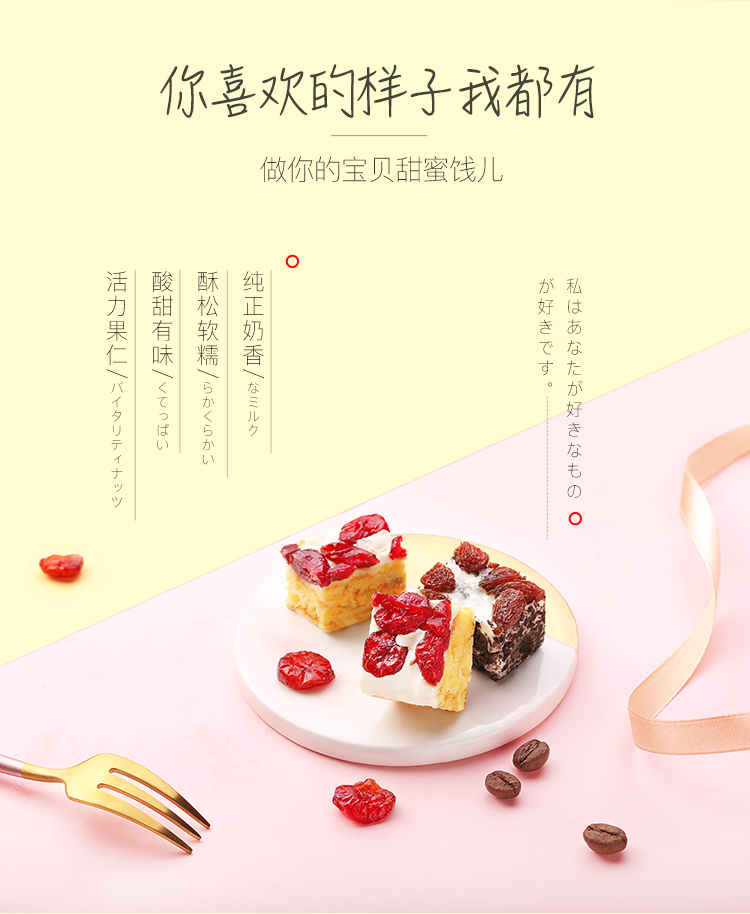 你喜欢的样子我都有
做你的宝贝甜蜜饯儿
纯正奶香/なミルク
酥松软糯/らかくらかい
酸甜有味/くてっぱい
活力果仁/バイタリティナッツ
私はあなたが好きなもの
が好きです。